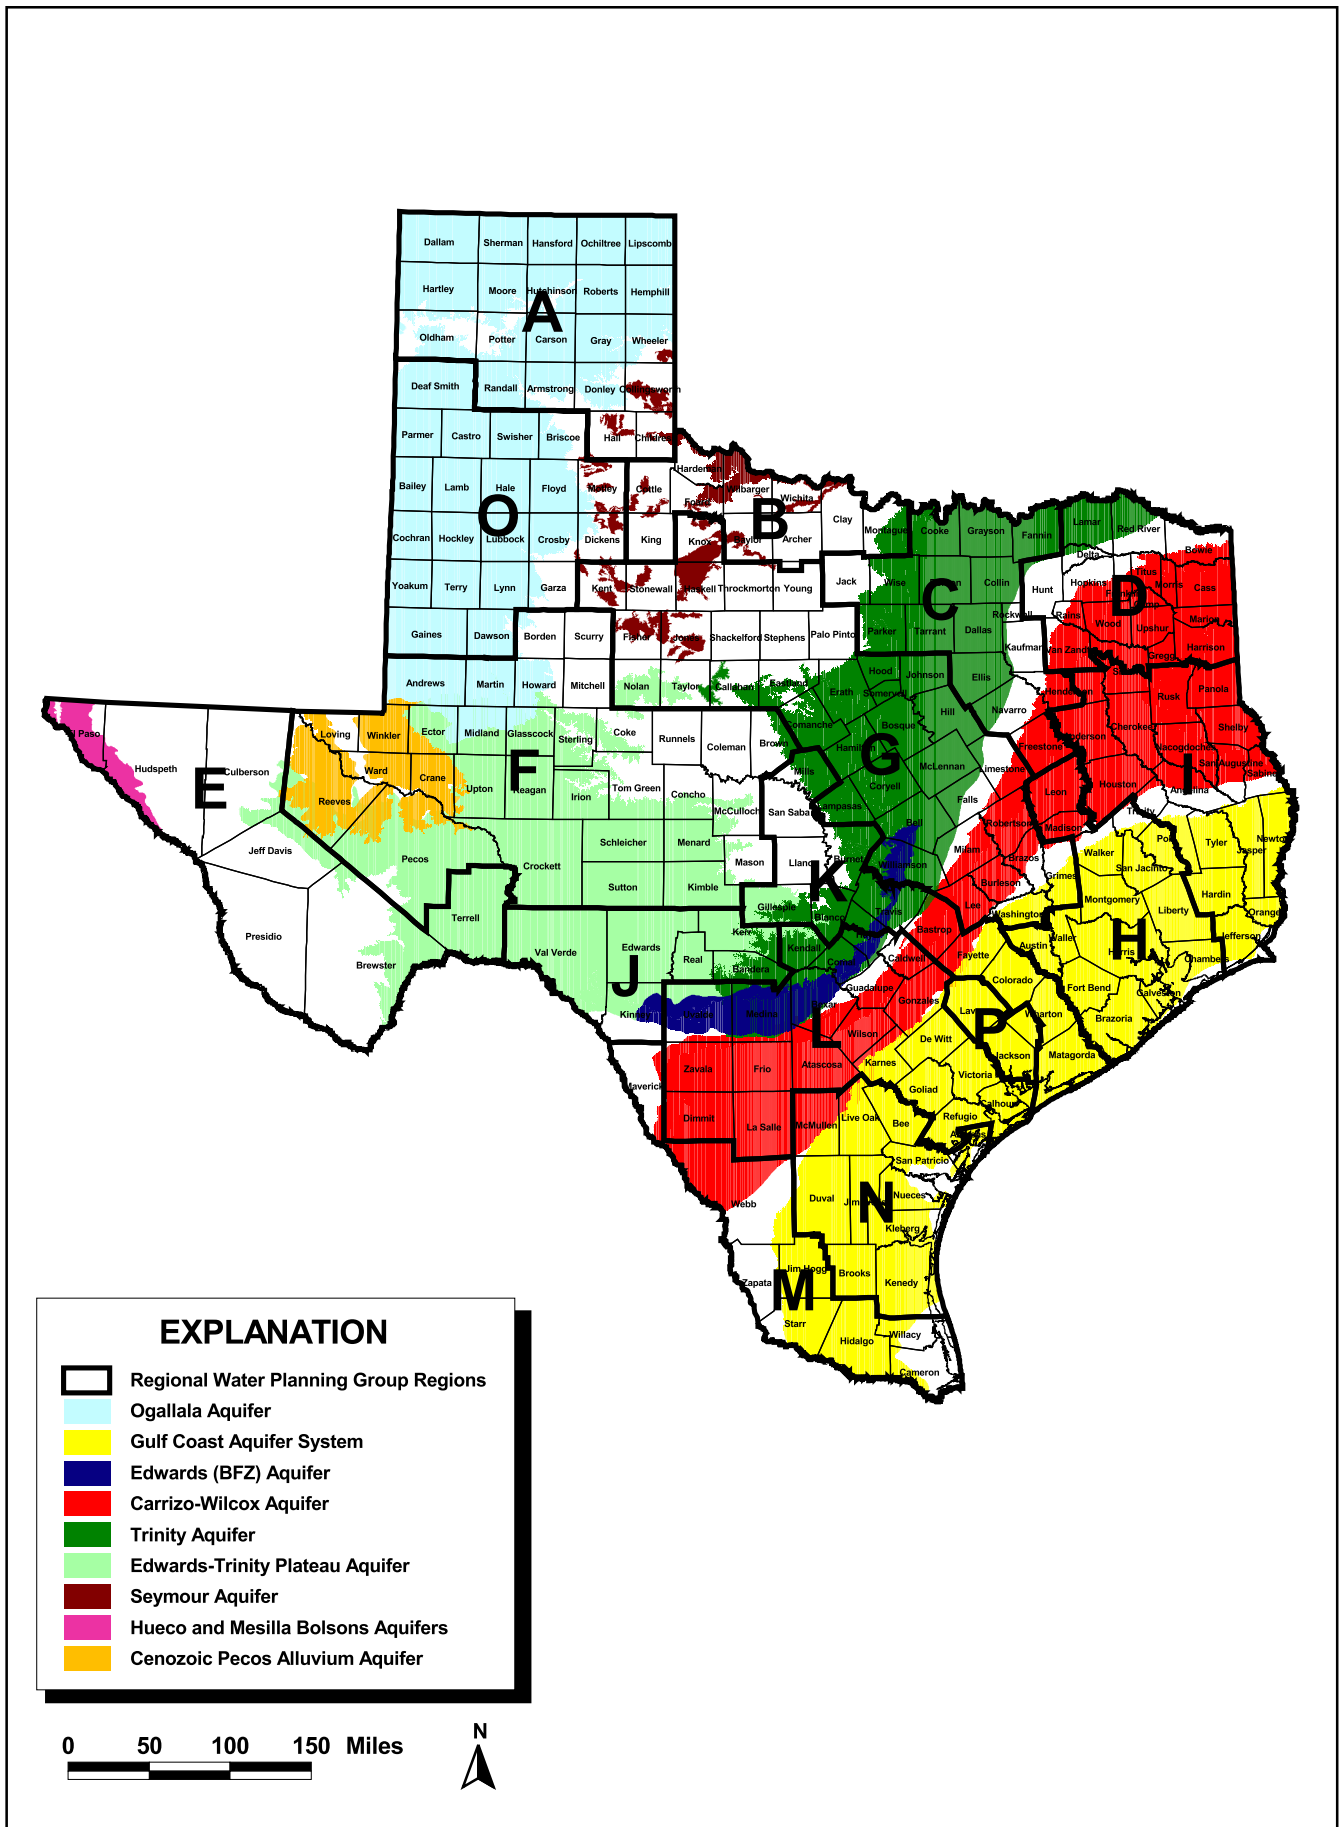 Dallam Sherman Hansford Ochiltree Lipscomb
Hartley Moore Hutchinson Roberts Hemphill
A
Oldham Potter Carson Gray Wheeler
Deaf Smith Randall Armstrong Donley Collingsworth
Parmer Castro Swisher Briscoe Hall Childress
Hardeman
Bailey Lamb Hale Floyd Motley Cottle Foard Wilbarger Wichita
O B
Cochran Hockley Lubbock Crosby Dickens King Knox Baylor Archer Clay Montague Cooke Grayson Fannin Lamar Red River
Delta Bowie
Yoakum Terry Lynn Garza Kent Stonewall Haskell Throckmorton Young Jack Wise Denton Collin Hunt Hopkins Franklin Titus Morris Cass
C D
Camp
Gaines Dawson Borden Scurry Fisher Jones Shackelford Stephens Palo Pinto Parker Tarrant Dallas Rockwall Kaufman Rains Wood Upshur Marion
Van Zandt Gregg Harrison
Andrews Martin Howard Mitchell Nolan Taylor Callahan Eastland Erath Hood Somervell Johnson Ellis Navarro Henderson Rusk Panola
El Paso Hudspeth Culberson Loving Winkler Ector Midland Glasscock Sterling Coke Runnels Coleman Brown Comanche Hamilton Bosque Hill Freestone Anderson Cherokee Shelby
Nacogdoches
E F G I
Ward Crane Upton Reagan Irion Tom Green Concho McCulloch San Saba Mills Coryell McLennan Limestone Leon Houston San Augustine Sabine
Angelina
Reeves Lampasas Bell Falls Robertson Madison Trinity
Jeff Davis Pecos Crockett Schleicher Menard Mason Llano Burnet Williamson Milam Brazos Grimes Walker Polk Tyler Jasper Newton
San Jacinto
K
Sutton Kimble Gillespie Blanco Travis Lee Burleson Washington Montgomery Liberty Hardin Orange
Presidio Brewster Terrell Val Verde Edwards Real Kerr Bandera Kendall Comal Hays Caldwell Bastrop Fayette Austin Waller Harris Chambers Jefferson
J H
Kinney Uvalde Medina Bexar Guadalupe Gonzales Colorado Fort Bend Galveston
L P
Wilson Lavaca Wharton Brazoria
Maverick Zavala Frio Atascosa Karnes De Witt Jackson Matagorda
Victoria
Goliad Calhoun
Dimmit La Salle McMullen Live Oak Bee Refugio
San Patricio
Webb Duval Nueces
N
Kleberg
Zapata Jim Hogg Brooks Kenedy
M
Starr Hidalgo Willacy
Cameron
EXPLANATION
Regional Water Planning Group Regions
Ogallala Aquifer
Gulf Coast Aquifer System
Edwards (BFZ) Aquifer
Carrizo-Wilcox Aquifer
Trinity Aquifer
Edwards-Trinity Plateau Aquifer
Seymour Aquifer
Hueco and Mesilla Bolsons Aquifers
Cenozoic Pecos Alluvium Aquifer
0 50 100 150 Miles
N